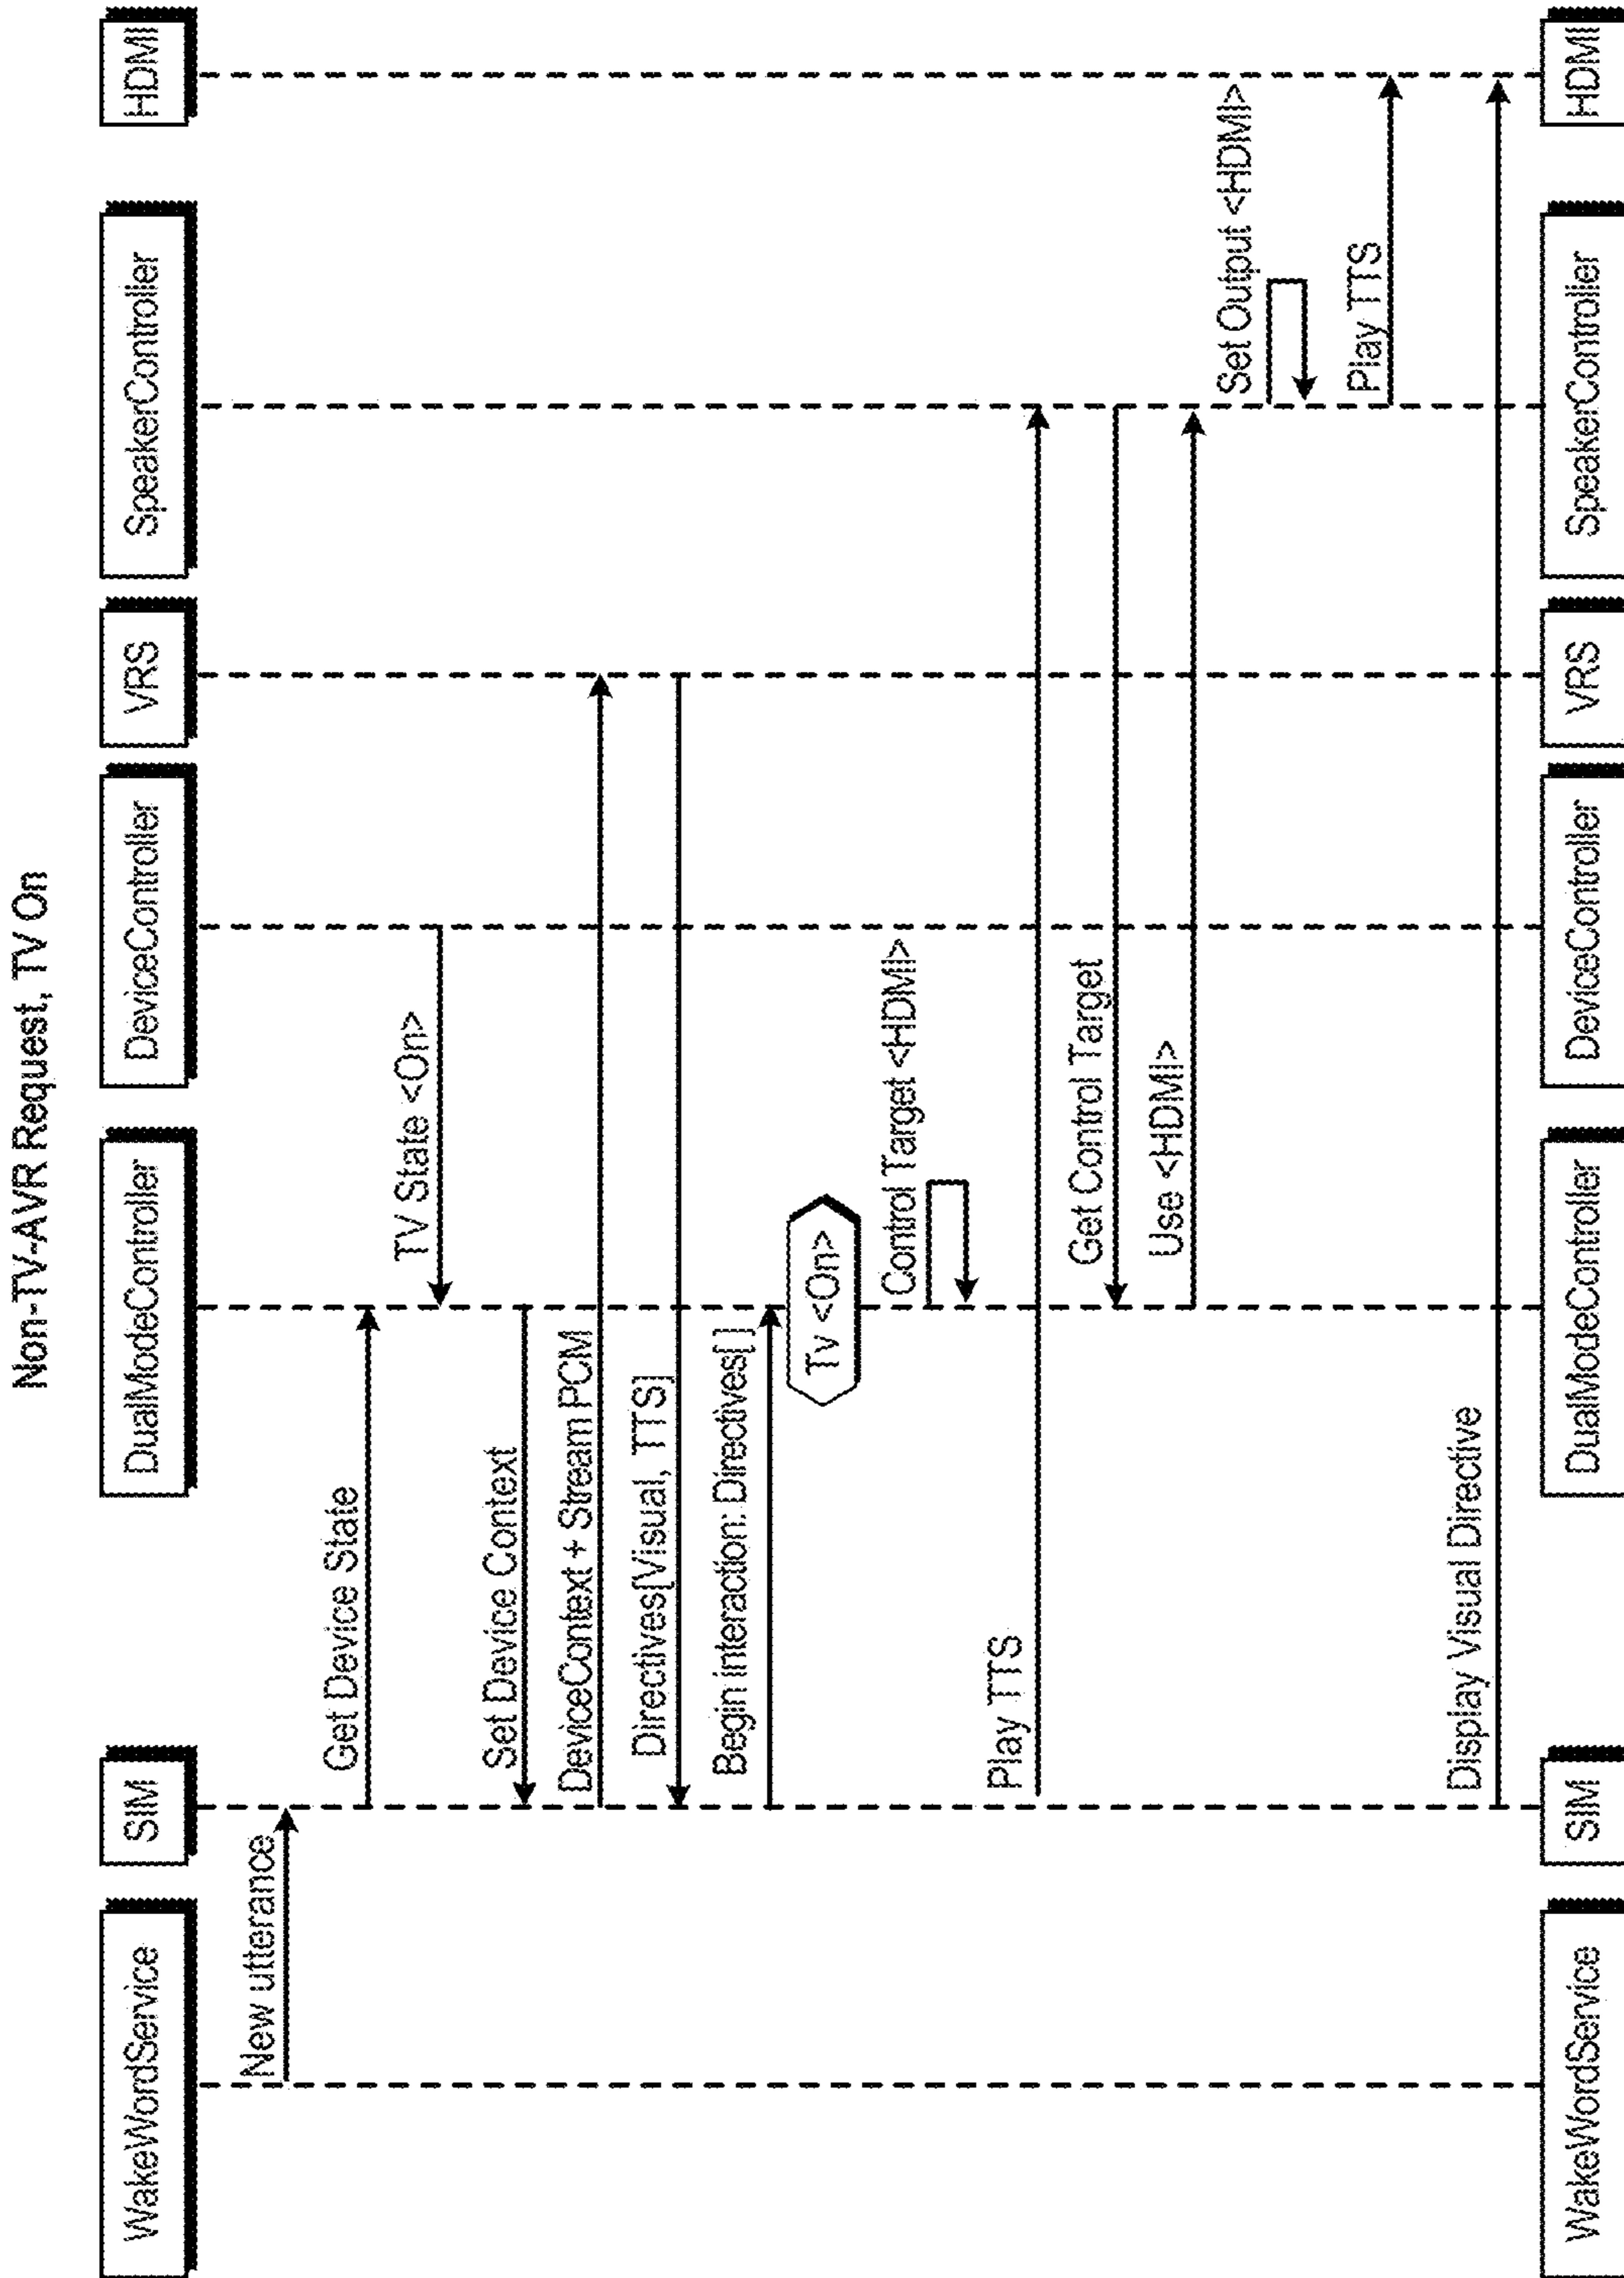 Non-TV-AVR Request, TV On
WakeWordService
SIM
DualModeController
DeviceController
VRS
SpeakerController
HDMI
New utterance
Get Device State
TV State <On>
Set Device Context
DeviceContext + Stream PCM
Directives[Visual, TTS]
Begin interaction: Directives[ ]
Tv <On>
Control Target <HDMI>
Play TTS
Get Control Target
Use <HDMI>
Set Output <HDMI>
Play TTS
Display Visual Directive
WakeWordService
SIM
DualModeController
DeviceController
VRS
SpeakerController
HDMI